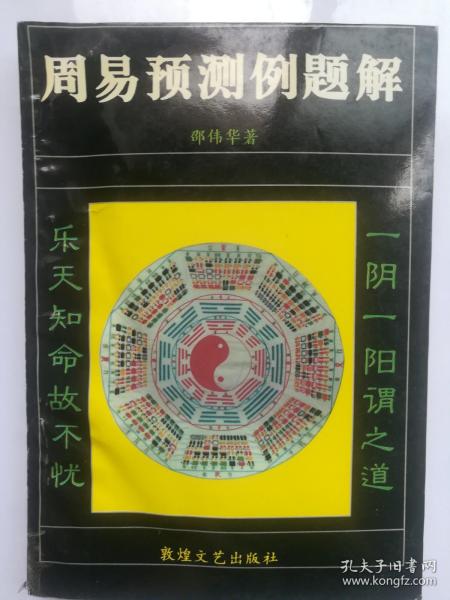 周易预测例题解
邵伟华著
一阴一阳谓之道
乐天知命故不忧
敦煌文艺出版社
孔夫子旧书网
www.kongfz.com